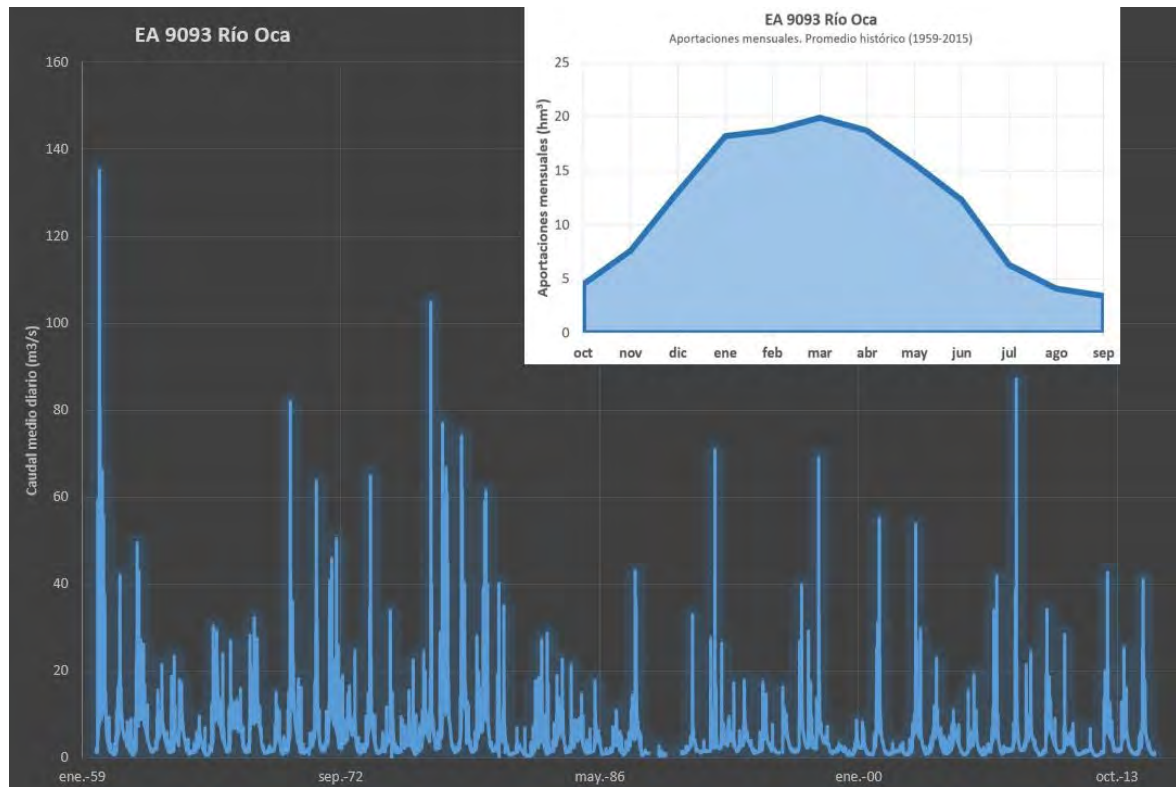 EA 9093 Río Oca
160
140
120
100
80
60
40
20
0
Caudal medio diario (m3/s)
ene.-59
sep.-72
may.-86
ene.-00
oct.-13
EA 9093 Río Oca
Aportaciones mensuales. Promedio histórico (1959-2015)
25
20
15
10
5
0
Aportaciones mensuales (hm³)
oct nov dic ene feb mar abr may jun jul ago sep